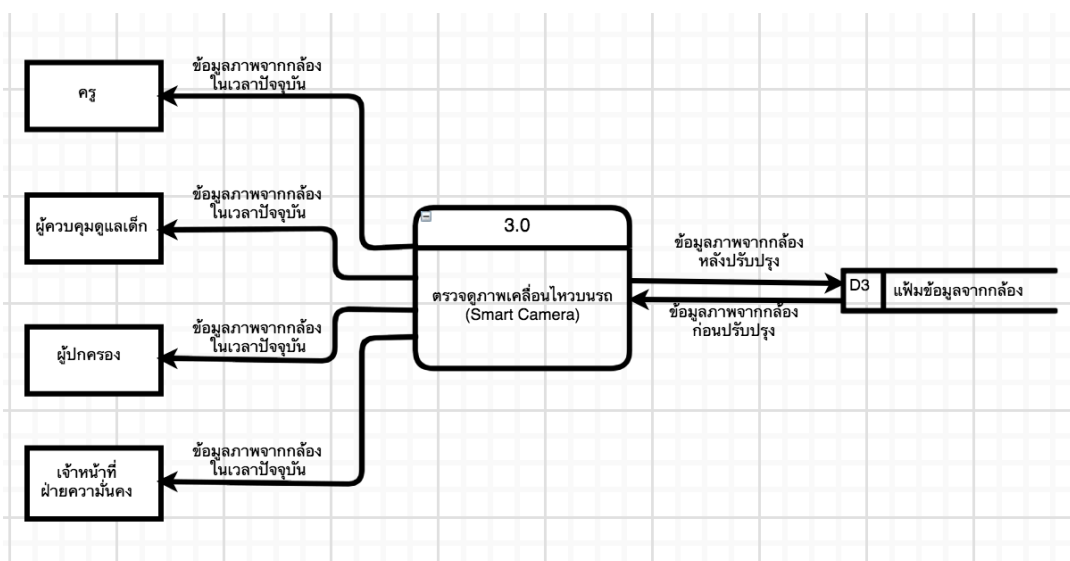 ข้อมูลภาพจากกล้อง
ในเวลาปัจจุบัน
ครู
ข้อมูลภาพจากกล้อง
ในเวลาปัจจุบัน
ผู้ควบคุมดูแลเด็ก
3.0
ตรวจดูภาพเคลื่อนไหวบนรถ
(Smart Camera)
ข้อมูลภาพจากกล้อง
หลังปรับปรุง
D3
แฟ้มข้อมูลจากกล้อง
ข้อมูลภาพจากกล้อง
ก่อนปรับปรุง
ข้อมูลภาพจากกล้อง
ในเวลาปัจจุบัน
ผู้ปกครอง
ข้อมูลภาพจากกล้อง
ในเวลาปัจจุบัน
เจ้าหน้าที่
ฝ่ายความั่นคง